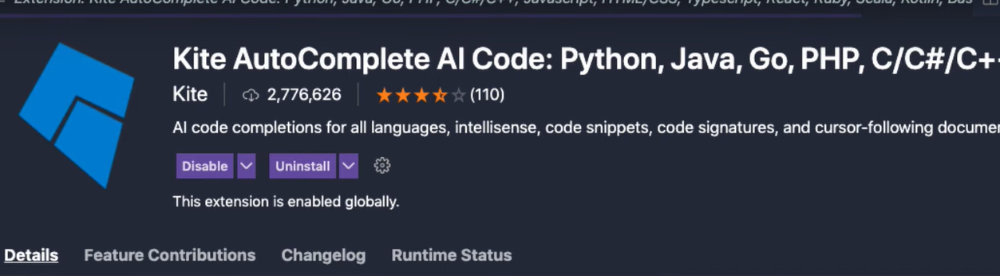 Extension: Kite AutoComplete AI Code: Python, Java, Go, PHP, C/C#/C++, Javascript, HTML/CSS, Typescript, React, Ruby, Scala, Kotlin, Bas
Kite AutoComplete AI Code: Python, Java, Go, PHP, C/C#/C++
Kite 2,776,626 (110)
AI code completions for all languages, intellisense, code snippets, code signatures, and cursor-following documen
Disable Uninstall
This extension is enabled globally.
Details Feature Contributions Changelog Runtime Status